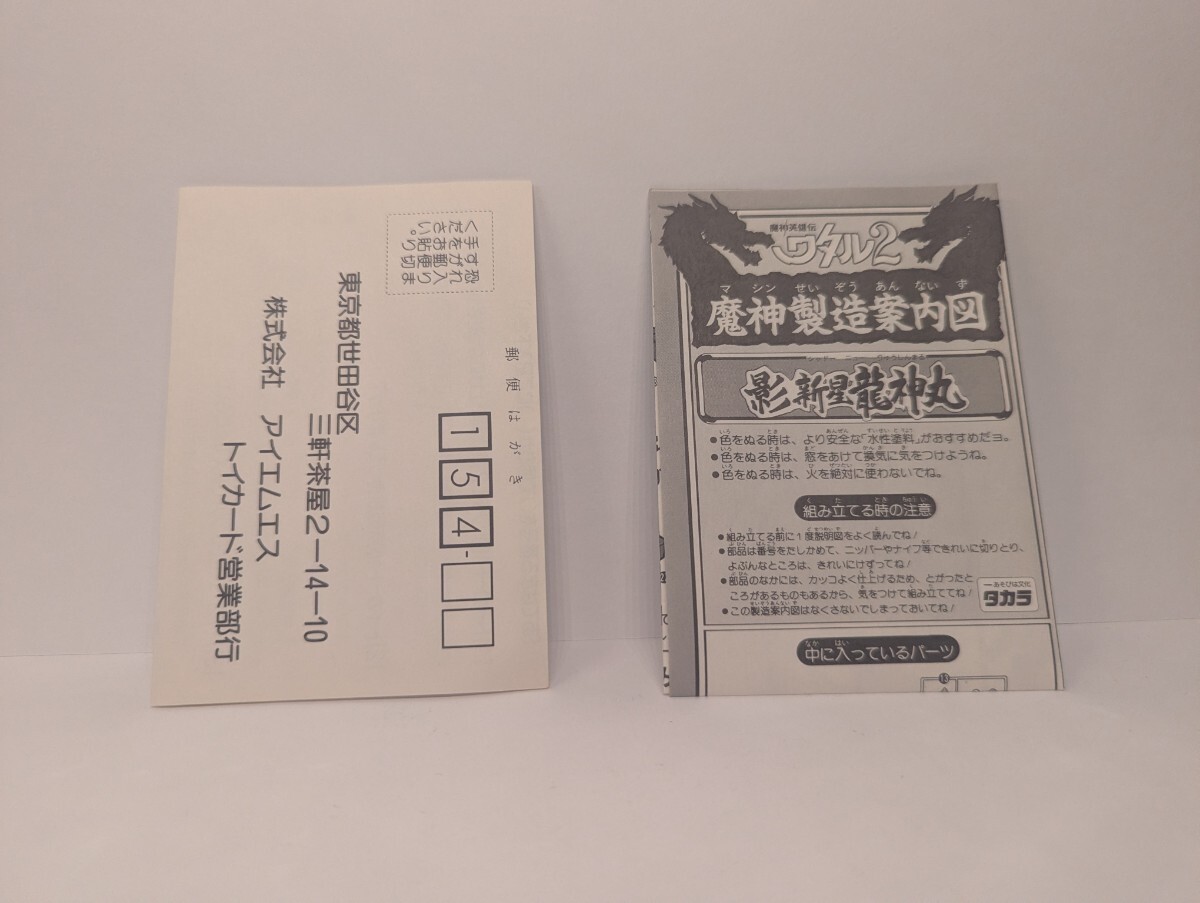 恐れ入りま
すが郵便切
手をお貼り
ください。
郵便はがき
154-
東京都世田谷区
三軒茶屋2-14-10
株式会社 アイエムエス
トイカード営業部行
魔神英雄伝
ワタル2
マシンせいぞうあんないず
魔神製造案内図
影新星龍神丸
●色をぬる時は、より安全な「水性塗料」がおすすめだヨ。
●色をぬる時は、窓をあけて換気に気をつけようね。
●色をぬる時は、火を絶対に使わないでね。
組み立てる時の注意
●組み立てる前に1度説明図をよく読んでね!
●部品は番号をたしかめて、ニッパーやナイフ等できれいに切りとり、
よぶんなところは、きれいにけずってね!
●部品のなかには、カッコよく仕上げるため、とがったと
ころがあるものもあるから、気をつけて組み立ててね!
●この製造案内図はなくさないでしまっておいてね!
あそびは文化
タカラ
中に入っているパーツ
13